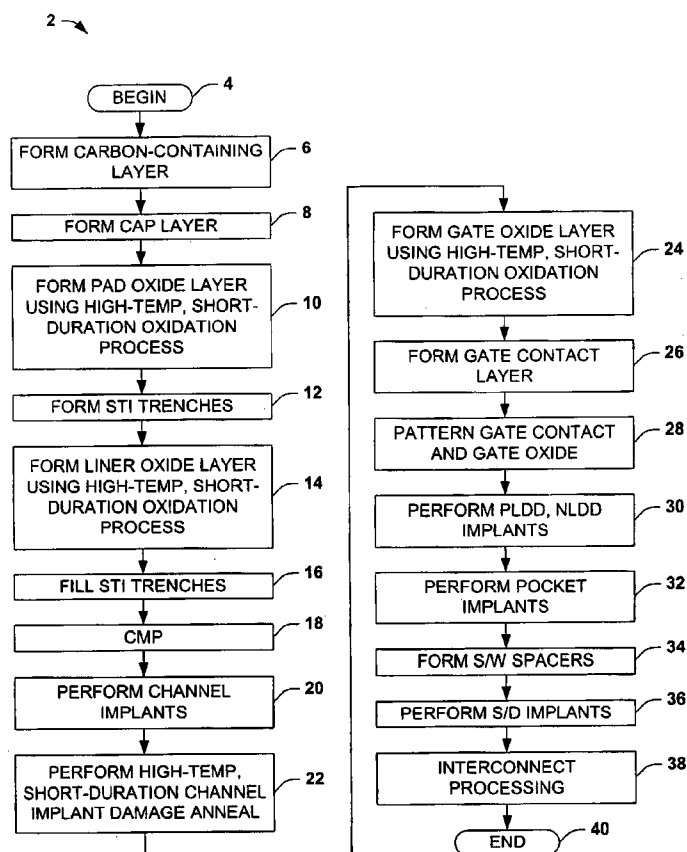 2
BEGIN
4
FORM CARBON-CONTAINING
LAYER
6
FORM CAP LAYER
8
FORM PAD OXIDE LAYER
USING HIGH-TEMP, SHORT-
DURATION OXIDATION
PROCESS
10
FORM STI TRENCHES
12
FORM LINER OXIDE LAYER
USING HIGH-TEMP, SHORT-
DURATION OXIDATION
PROCESS
14
FILL STI TRENCHES
16
CMP
18
PERFORM CHANNEL
IMPLANTS
20
PERFORM HIGH-TEMP,
SHORT-DURATION CHANNEL
IMPLANT DAMAGE ANNEAL
22
FORM GATE OXIDE LAYER
USING HIGH-TEMP, SHORT-
DURATION OXIDATION
PROCESS
24
FORM GATE CONTACT
LAYER
26
PATTERN GATE CONTACT
AND GATE OXIDE
28
PERFORM PLDD, NLDD
IMPLANTS
30
PERFORM POCKET
IMPLANTS
32
FORM S/W SPACERS
34
PERFORM S/D IMPLANTS
36
INTERCONNECT
PROCESSING
38
END
40